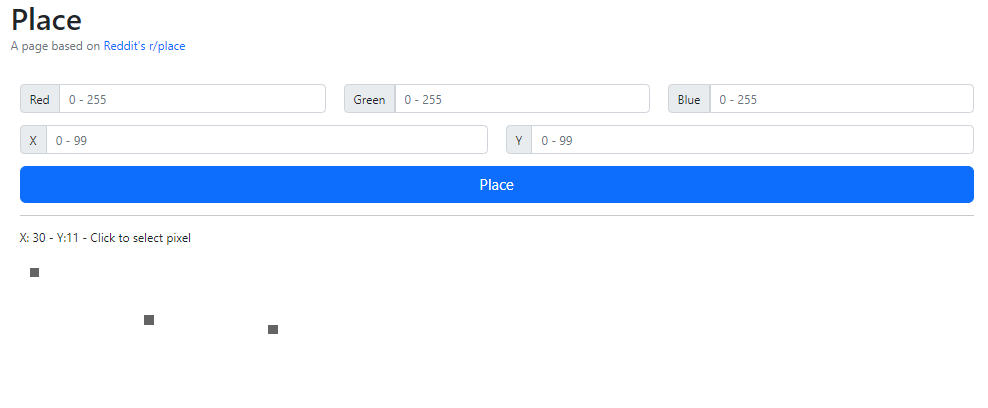 Place
A page based on Reddit's r/place
Red 0 - 255 Green 0 - 255 Blue 0 - 255
X 0 - 99 Y 0 - 99
Place
X: 30 - Y:11 - Click to select pixel